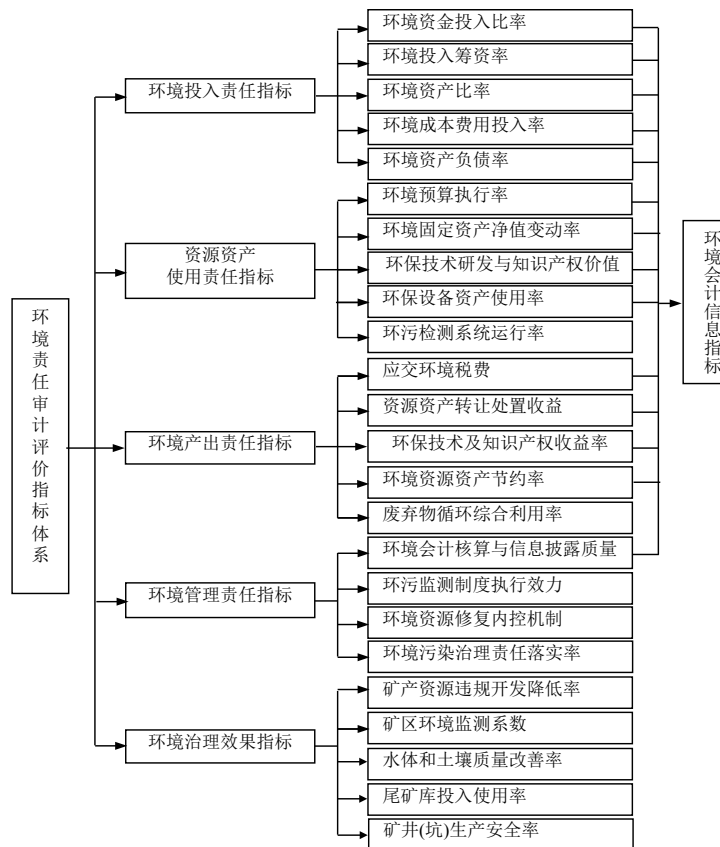 环境责任审计评价指标体系
环境投入责任指标
环境资金投入比率
环境投入筹资率
环境资产比率
环境成本费用投入率
环境资产负债率
资源资产
使用责任指标
环境预算执行率
环境固定资产净值变动率
环保技术研发与知识产权价值
环保设备资产使用率
环污检测系统运行率
环境产出责任指标
应交环境税费
资源资产转让处置收益
环保技术及知识产权收益率
环境资源资产节约率
废弃物循环综合利用率
环境管理责任指标
环境会计核算与信息披露质量
环污监测制度执行效力
环境资源修复内控机制
环境污染治理责任落实率
环境治理效果指标
矿产资源违规开发降低率
矿区环境监测系数
水体和土壤质量改善率
尾矿库投入使用率
矿井(坑)生产安全率
环境会计信息指标